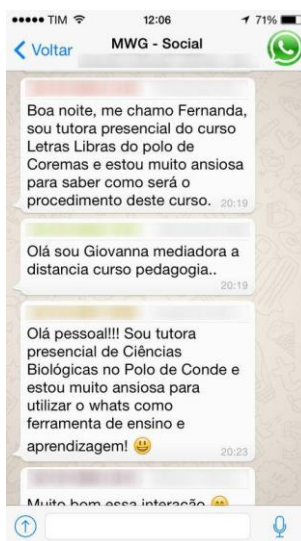 TIM 12:06 71%
Voltar MWG - Social
Boa noite, me chamo Fernanda,
sou tutora presencial do curso
Letras Libras do polo de
Coremas e estou muito ansiosa
para saber como será o
procedimento deste curso. 20:19
Olá sou Giovanna mediadora a
distancia curso pedagogia..
20:19
Olá pessoal!!! Sou tutora
presencial de Ciências
Biológicas no Polo de Conde e
estou muito ansiosa para
utilizar o whats como
ferramenta de ensino e
aprendizagem! 😃 20:23
Muito bom essa interação